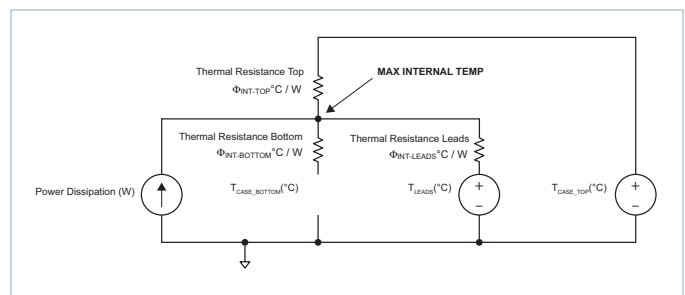 Thermal Resistance Top
MAX INTERNAL TEMP
ΦINT-TOP°C / W
Thermal Resistance Bottom
ΦINT-BOTTOM°C / W
Thermal Resistance Leads
ΦINT-LEADS°C / W
Power Dissipation (W)
TCASE_BOTTOM(°C)
TLEADS(°C)
+
–
TCASE_TOP(°C)
+
–